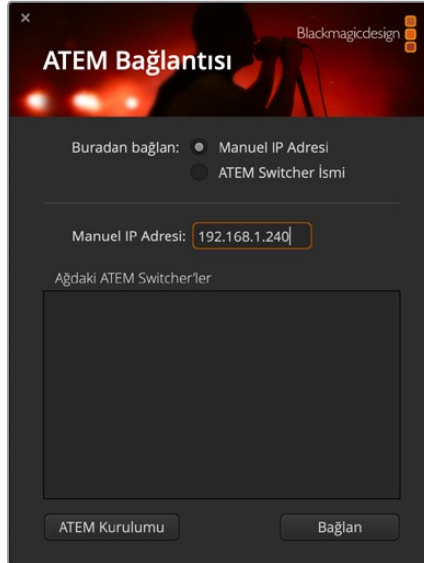 Blackmagicdesign
ATEM Bağlantısı
Buradan bağlan: Manuel IP Adresi
ATEM Switcher İsmi
Manuel IP Adresi: 192.168.1.240
Ağdaki ATEM Switcher’ler
ATEM Kurulumu Bağlan